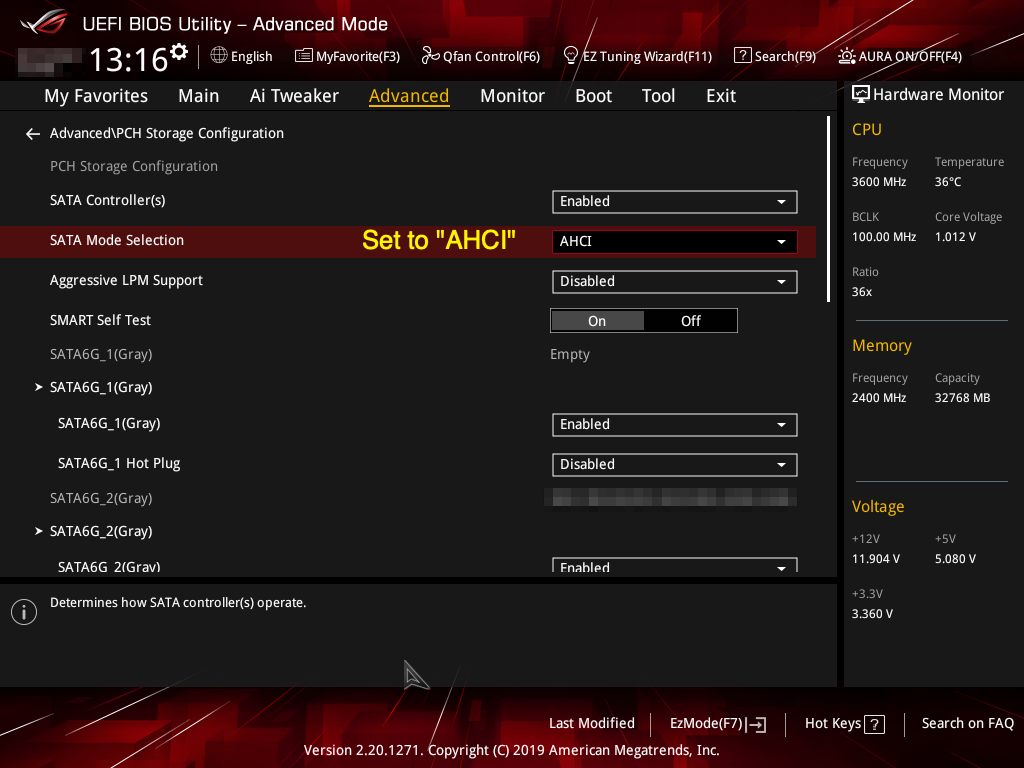 UEFI BIOS Utility – Advanced Mode
13:16 English MyFavorite(F3) Qfan Control(F6) EZ Tuning Wizard(F11) ? Search(F9) AURA ON/OFF(F4)
My Favorites Main Ai Tweaker Advanced Monitor Boot Tool Exit
Advanced\PCH Storage Configuration
PCH Storage Configuration
SATA Controller(s) Enabled
SATA Mode Selection Set to "AHCI" AHCI
Aggressive LPM Support Disabled
SMART Self Test On Off
SATA6G_1(Gray) Empty
SATA6G_1(Gray)
SATA6G_1(Gray) Enabled
SATA6G_1 Hot Plug Disabled
SATA6G_2(Gray)
SATA6G_2(Gray)
SATA6G_2(Gray) Enabled
i Determines how SATA controller(s) operate.
Hardware Monitor
CPU
Frequency Temperature
3600 MHz 36°C
BCLK Core Voltage
100.00 MHz 1.012 V
Ratio
36x
Memory
Frequency Capacity
2400 MHz 32768 MB
Voltage
+12V +5V
11.904 V 5.080 V
+3.3V
3.360 V
Last Modified EzMode(F7) Hot Keys ? Search on FAQ
Version 2.20.1271. Copyright (C) 2019 American Megatrends, Inc.